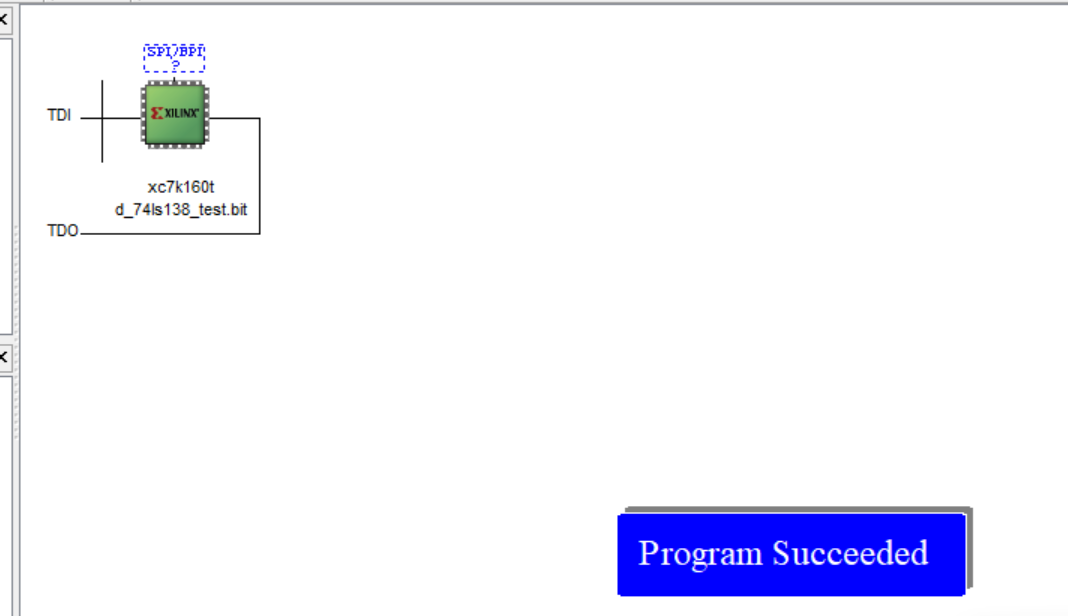 SPI/BPI
?
TDI
XILINX
xc7k160t
d_74ls138_test.bit
TDO
Program Succeeded